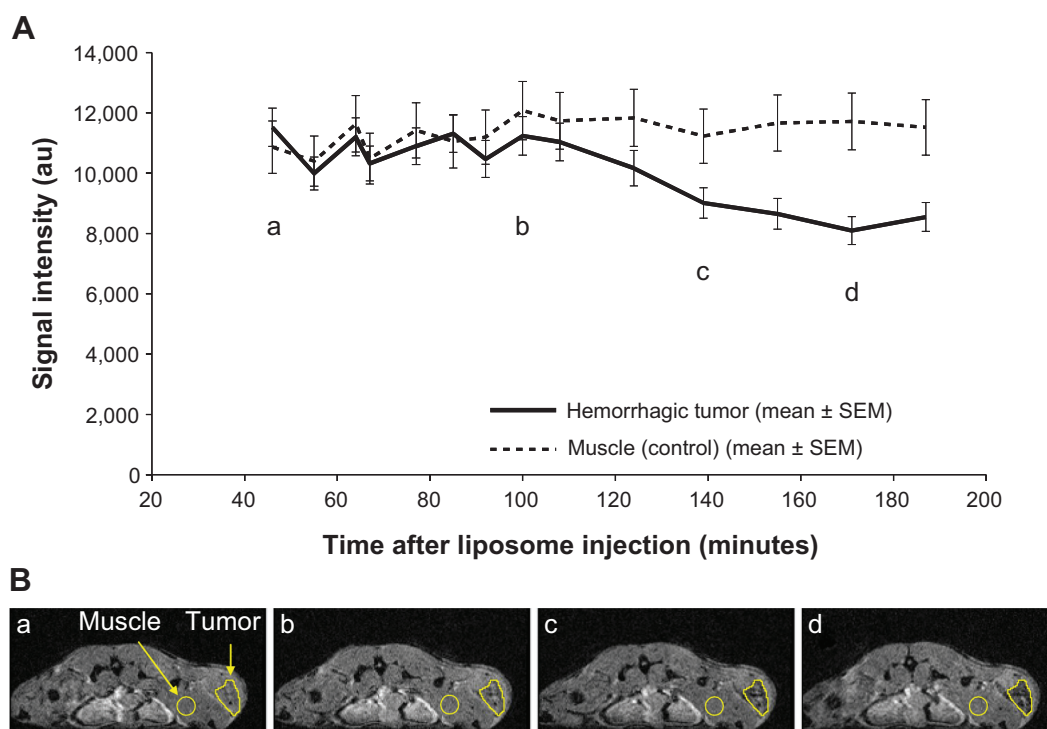 A
14,000
12,000
10,000
8,000
6,000
4,000
2,000
0
Signal intensity (au)
a
b
c
d
Hemorrhagic tumor (mean ± SEM)
Muscle (control) (mean ± SEM)
20 40 60 80 100 120 140 160 180 200
Time after liposome injection (minutes)
B
a Muscle Tumor b c d